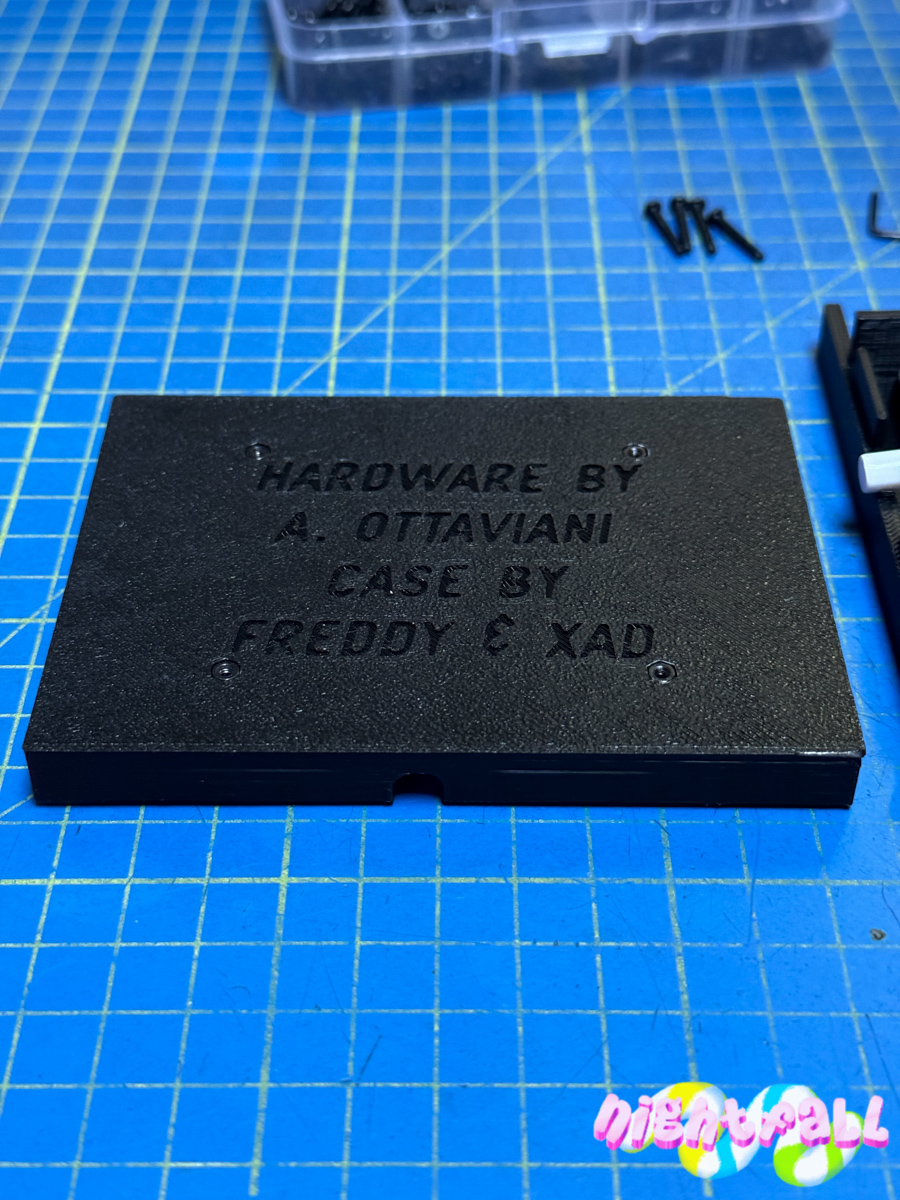 HARDWARE BY
A. OTTAVIANI
CASE BY
FREDDY & XAD
nightfall